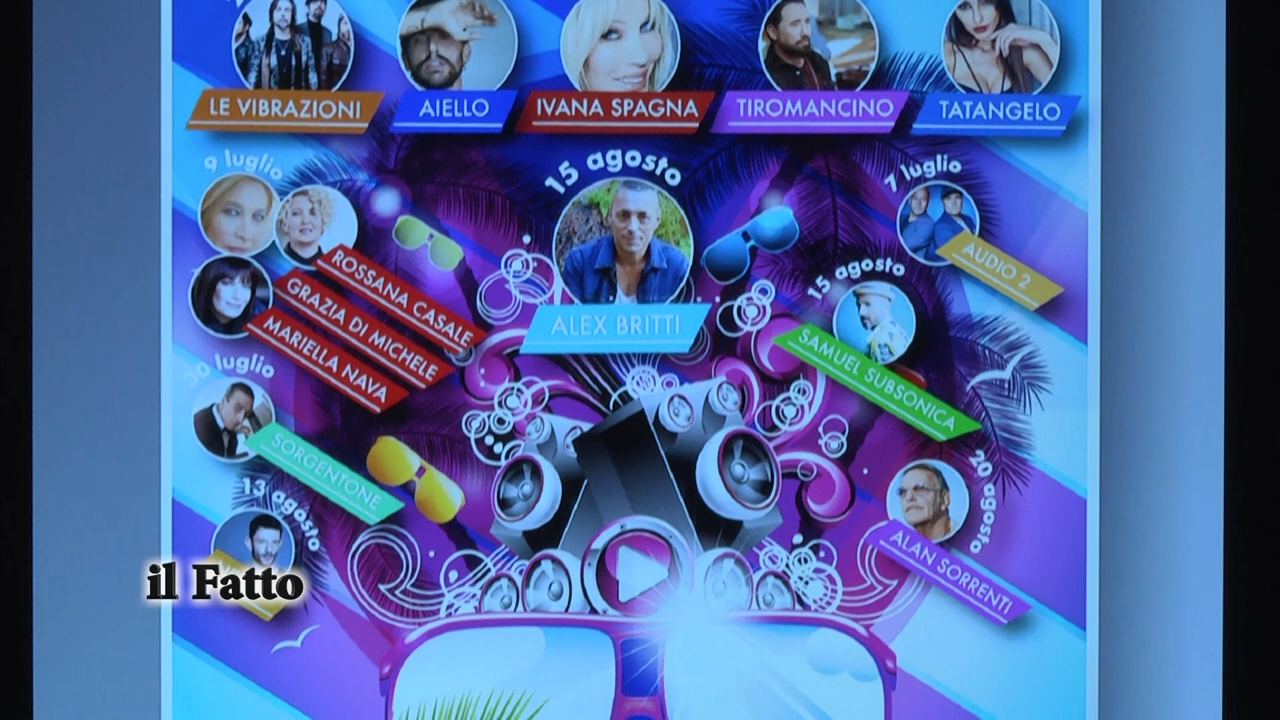 LE VIBRAZIONI
AIELLO
IVANA SPAGNA
TIROMANCINO
TATANGELO
9 luglio
ROSSANA CASALE
GRAZIA DI MICHELE
MARIELLA NAVA
15 agosto
ALEX BRITTI
7 luglio
AUDIO 2
15 agosto
SAMUEL SUBSONICA
30 luglio
SORGENTONE
13 agosto
20 agosto
ALAN SORRENTI
il Fatto